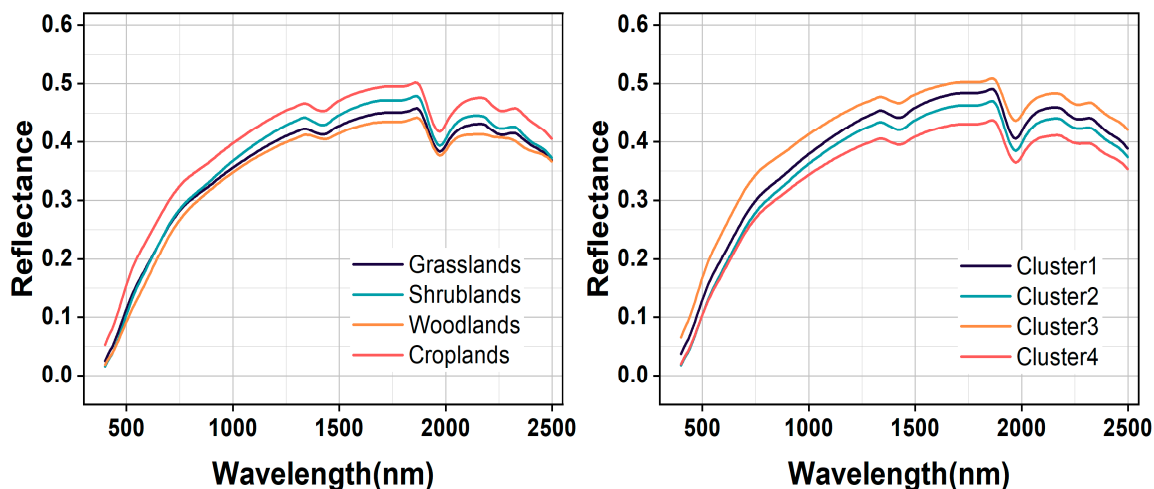 0.6
0.5
0.4
0.3
0.2
0.1
0.0
Reflectance
Grasslands
Shrublands
Woodlands
Croplands
500 1000 1500 2000 2500
Wavelength(nm)
0.6
0.5
0.4
0.3
0.2
0.1
0.0
Reflectance
Cluster1
Cluster2
Cluster3
Cluster4
500 1000 1500 2000 2500
Wavelength(nm)